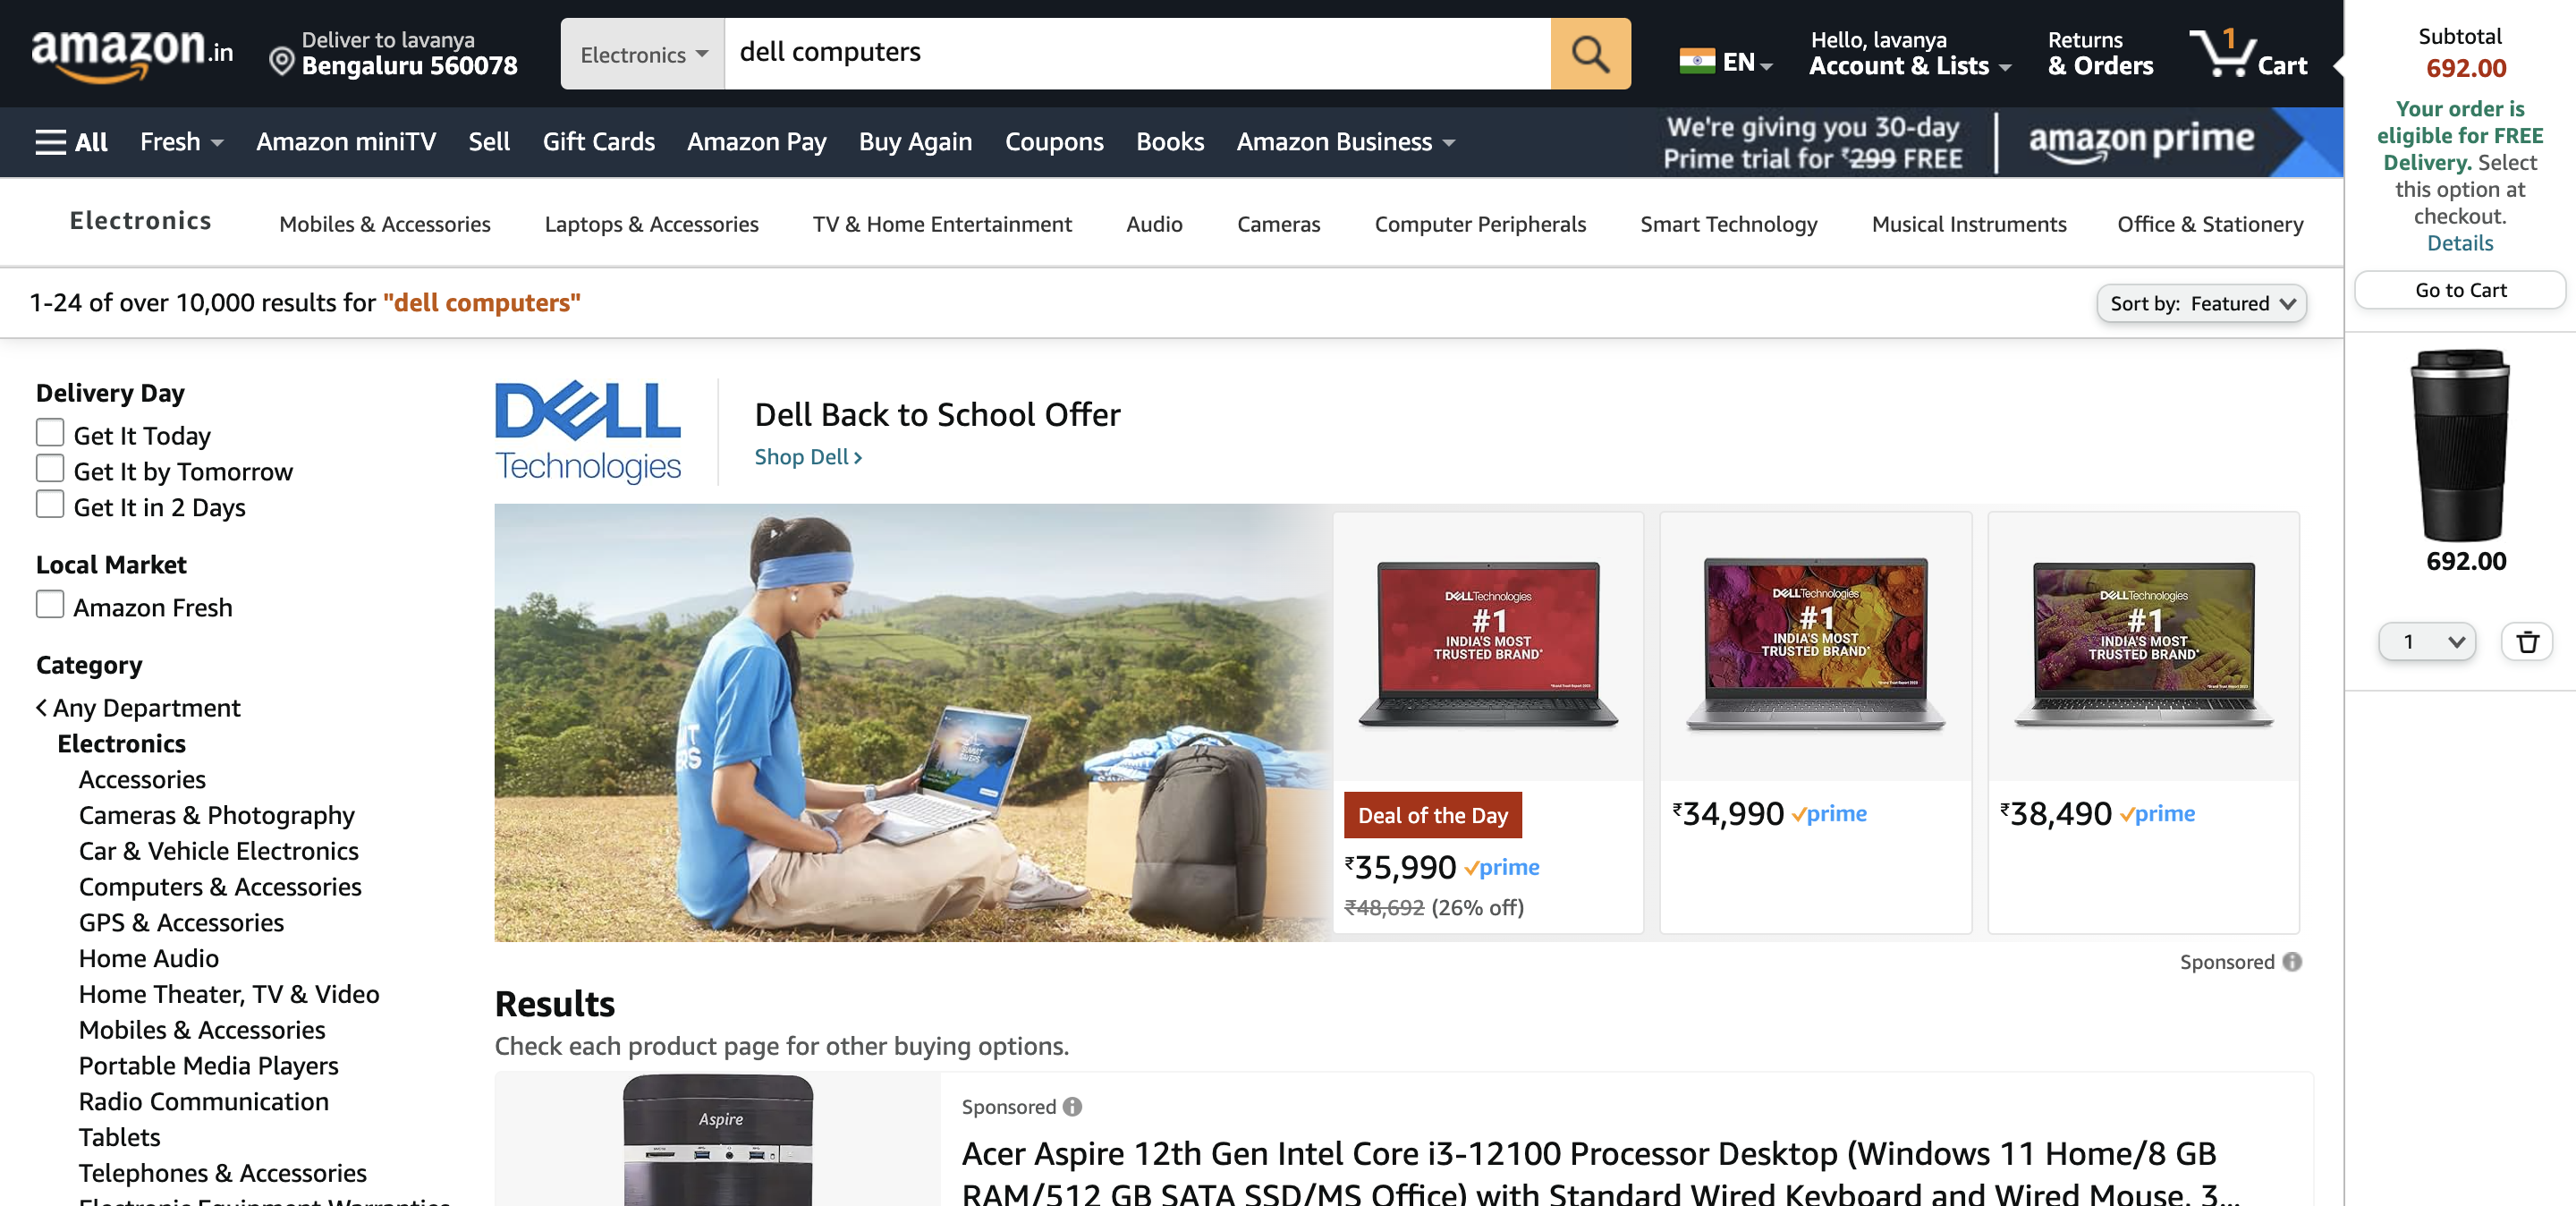 amazon.in
Deliver to lavanya
Bengaluru 560078
Electronics
dell computers
EN
Hello, lavanya
Account & Lists
Returns
& Orders
1
Cart
All
Fresh
Amazon miniTV
Sell
Gift Cards
Amazon Pay
Buy Again
Coupons
Books
Amazon Business
We're giving you 30-day
Prime trial for ₹299 FREE
amazon prime
Electronics
Mobiles & Accessories
Laptops & Accessories
TV & Home Entertainment
Audio
Cameras
Computer Peripherals
Smart Technology
Musical Instruments
Office & Stationery
1-24 of over 10,000 results for "dell computers"
Sort by: Featured
Delivery Day
Get It Today
Get It by Tomorrow
Get It in 2 Days
Local Market
Amazon Fresh
Category
Any Department
Electronics
Accessories
Cameras & Photography
Car & Vehicle Electronics
Computers & Accessories
GPS & Accessories
Home Audio
Home Theater, TV & Video
Mobiles & Accessories
Portable Media Players
Radio Communication
Tablets
Telephones & Accessories
Electronic Equipment Warranties
DELL
Technologies
Dell Back to School Offer
Shop Dell
DELLTechnologies
#1
INDIA'S MOST
TRUSTED BRAND*
Deal of the Day
₹35,990 prime
₹48,692 (26% off)
DELLTechnologies
#1
INDIA'S MOST
TRUSTED BRAND*
₹34,990 prime
DELLTechnologies
#1
INDIA'S MOST
TRUSTED BRAND*
₹38,490 prime
Sponsored
Results
Check each product page for other buying options.
Aspire
Sponsored
Acer Aspire 12th Gen Intel Core i3-12100 Processor Desktop (Windows 11 Home/8 GB
RAM/512 GB SATA SSD/MS Office) with Standard Wired Keyboard and Wired Mouse, 3...
Subtotal
692.00
Your order is
eligible for FREE
Delivery. Select
this option at
checkout.
Details
Go to Cart
692.00
1